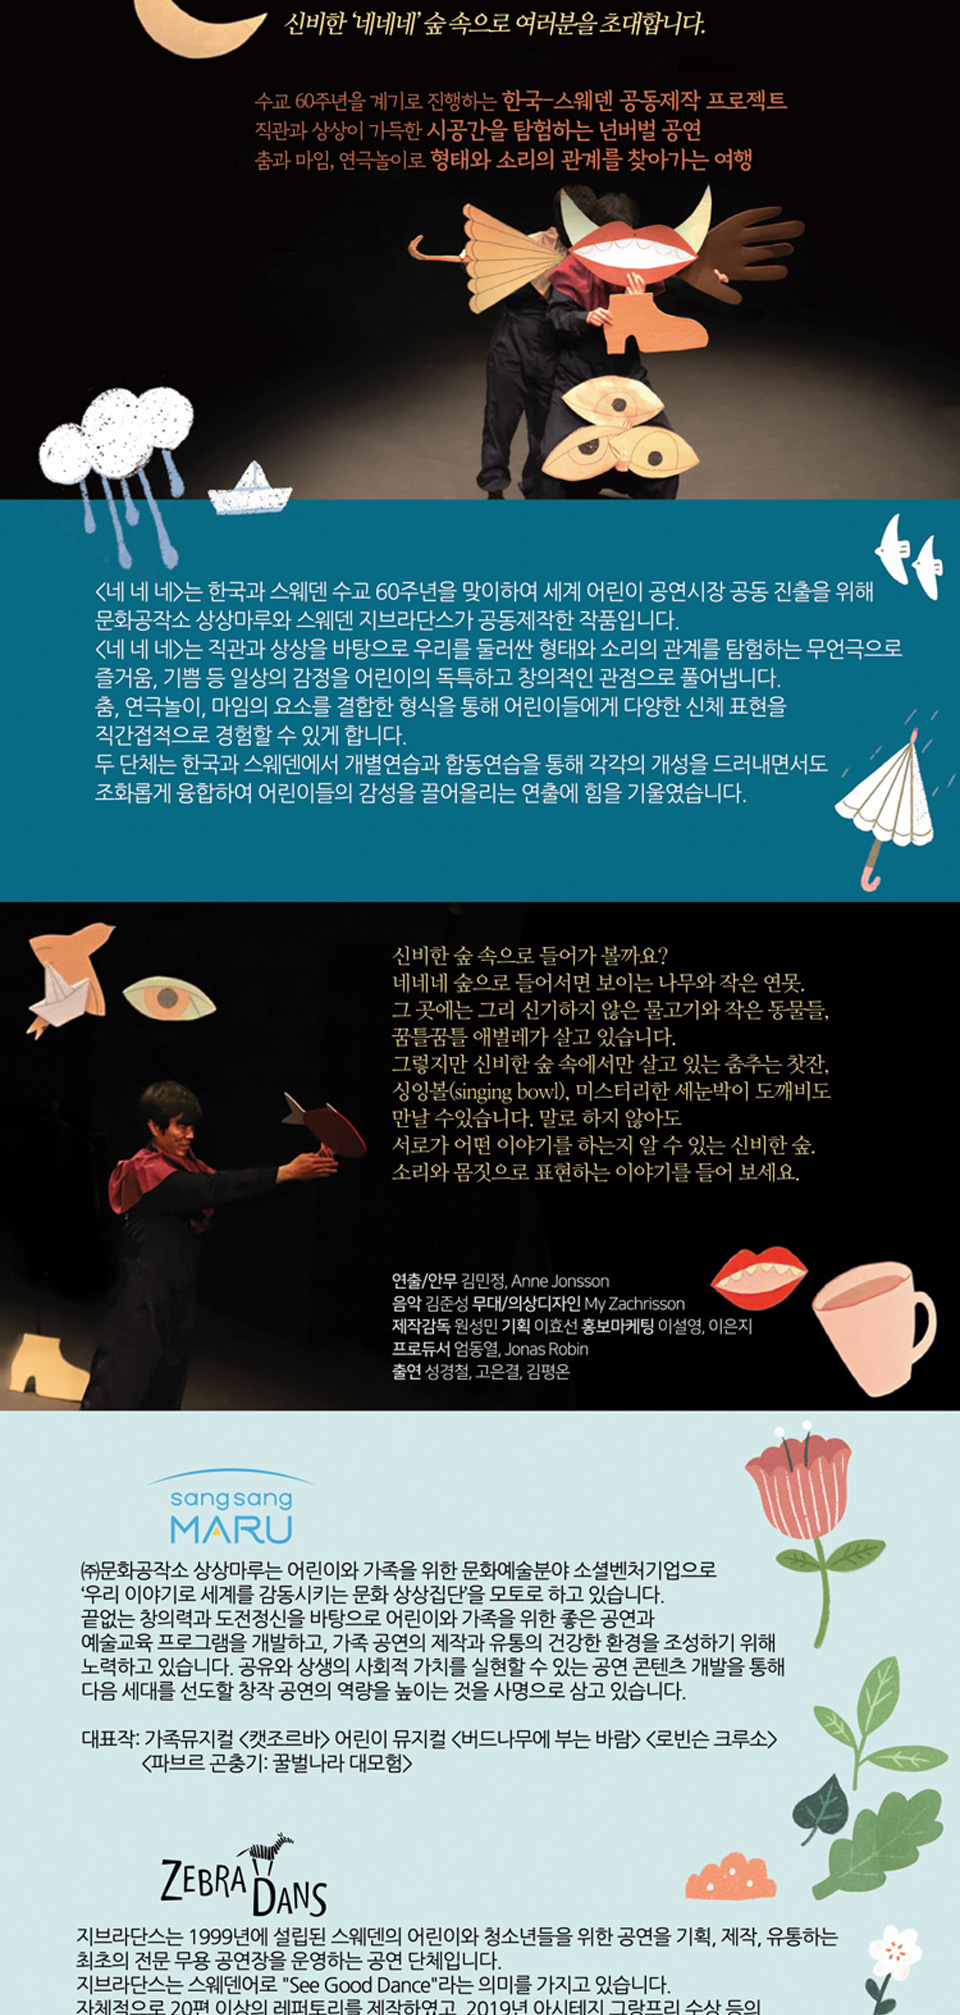 신비한 ‘네네네’ 숲 속으로 여러분을 초대합니다.
수교 60주년을 계기로 진행하는 한국-스웨덴 공동제작 프로젝트
직관과 상상이 가득한 시공간을 탐험하는 넌버벌 공연
춤과 마임, 연극놀이로 형태와 소리의 관계를 찾아가는 여행
<네 네 네>는 한국과 스웨덴 수교 60주년을 맞이하여 세계 어린이 공연시장 공동 진출을 위해
문화공작소 상상마루와 스웨덴 지브라단스가 공동제작한 작품입니다.
<네 네 네>는 직관과 상상을 바탕으로 우리를 둘러싼 형태와 소리의 관계를 탐험하는 무언극으로
즐거움, 기쁨 등 일상의 감정을 어린이의 독특하고 창의적인 관점으로 풀어냅니다.
춤, 연극놀이, 마임의 요소를 결합한 형식을 통해 어린이들에게 다양한 신체 표현을
직간접적으로 경험할 수 있게 합니다.
두 단체는 한국과 스웨덴에서 개별연습과 합동연습을 통해 각각의 개성을 드러내면서도
조화롭게 융합하여 어린이들의 감성을 끌어올리는 연출에 힘을 기울였습니다.
신비한 숲 속으로 들어가 볼까요?
네네네 숲으로 들어서면 보이는 나무와 작은 연못.
그 곳에는 그리 신기하지 않은 물고기와 작은 동물들,
꿈틀꿈틀 애벌레가 살고 있습니다.
그렇지만 신비한 숲 속에서만 살고 있는 춤추는 찻잔,
싱잉볼(singing bowl), 미스터리한 세눈박이 도깨비도
만날 수있습니다. 말로 하지 않아도
서로가 어떤 이야기를 하는지 알 수 있는 신비한 숲.
소리와 몸짓으로 표현하는 이야기를 들어 보세요.
연출/안무 김민정, Anne Jonsson
음악 김준성 무대/의상디자인 My Zachrisson
제작감독 원성민 기획 이효선 홍보마케팅 이설영, 이은지
프로듀서 엄동열, Jonas Robin
출연 성경철, 고은결, 김평온
sangsang
MARU
㈜문화공작소 상상마루는 어린이와 가족을 위한 문화예술분야 소셜벤처기업으로
‘우리 이야기로 세계를 감동시키는 문화 상상집단’을 모토로 하고 있습니다.
끝없는 창의력과 도전정신을 바탕으로 어린이와 가족을 위한 좋은 공연과
예술교육 프로그램을 개발하고, 가족 공연의 제작과 유통의 건강한 환경을 조성하기 위해
노력하고 있습니다. 공유와 상생의 사회적 가치를 실현할 수 있는 공연 콘텐츠 개발을 통해
다음 세대를 선도할 창작 공연의 역량을 높이는 것을 사명으로 삼고 있습니다.
대표작: 가족뮤지컬 <캣조르바> 어린이 뮤지컬 <버드나무에 부는 바람> <로빈슨 크루소>
<파브르 곤충기: 꿀벌나라 대모험>
ZEBRA DANS
지브라단스는 1999년에 설립된 스웨덴의 어린이와 청소년들을 위한 공연을 기획, 제작, 유통하는
최초의 전문 무용 공연장을 운영하는 공연 단체입니다.
지브라단스는 스웨덴어로 "See Good Dance"라는 의미를 가지고 있습니다.
자체적으로 20편 이상의 레퍼토리를 제작하였고, 2019년 아시테지 그랑프리 수상 등의